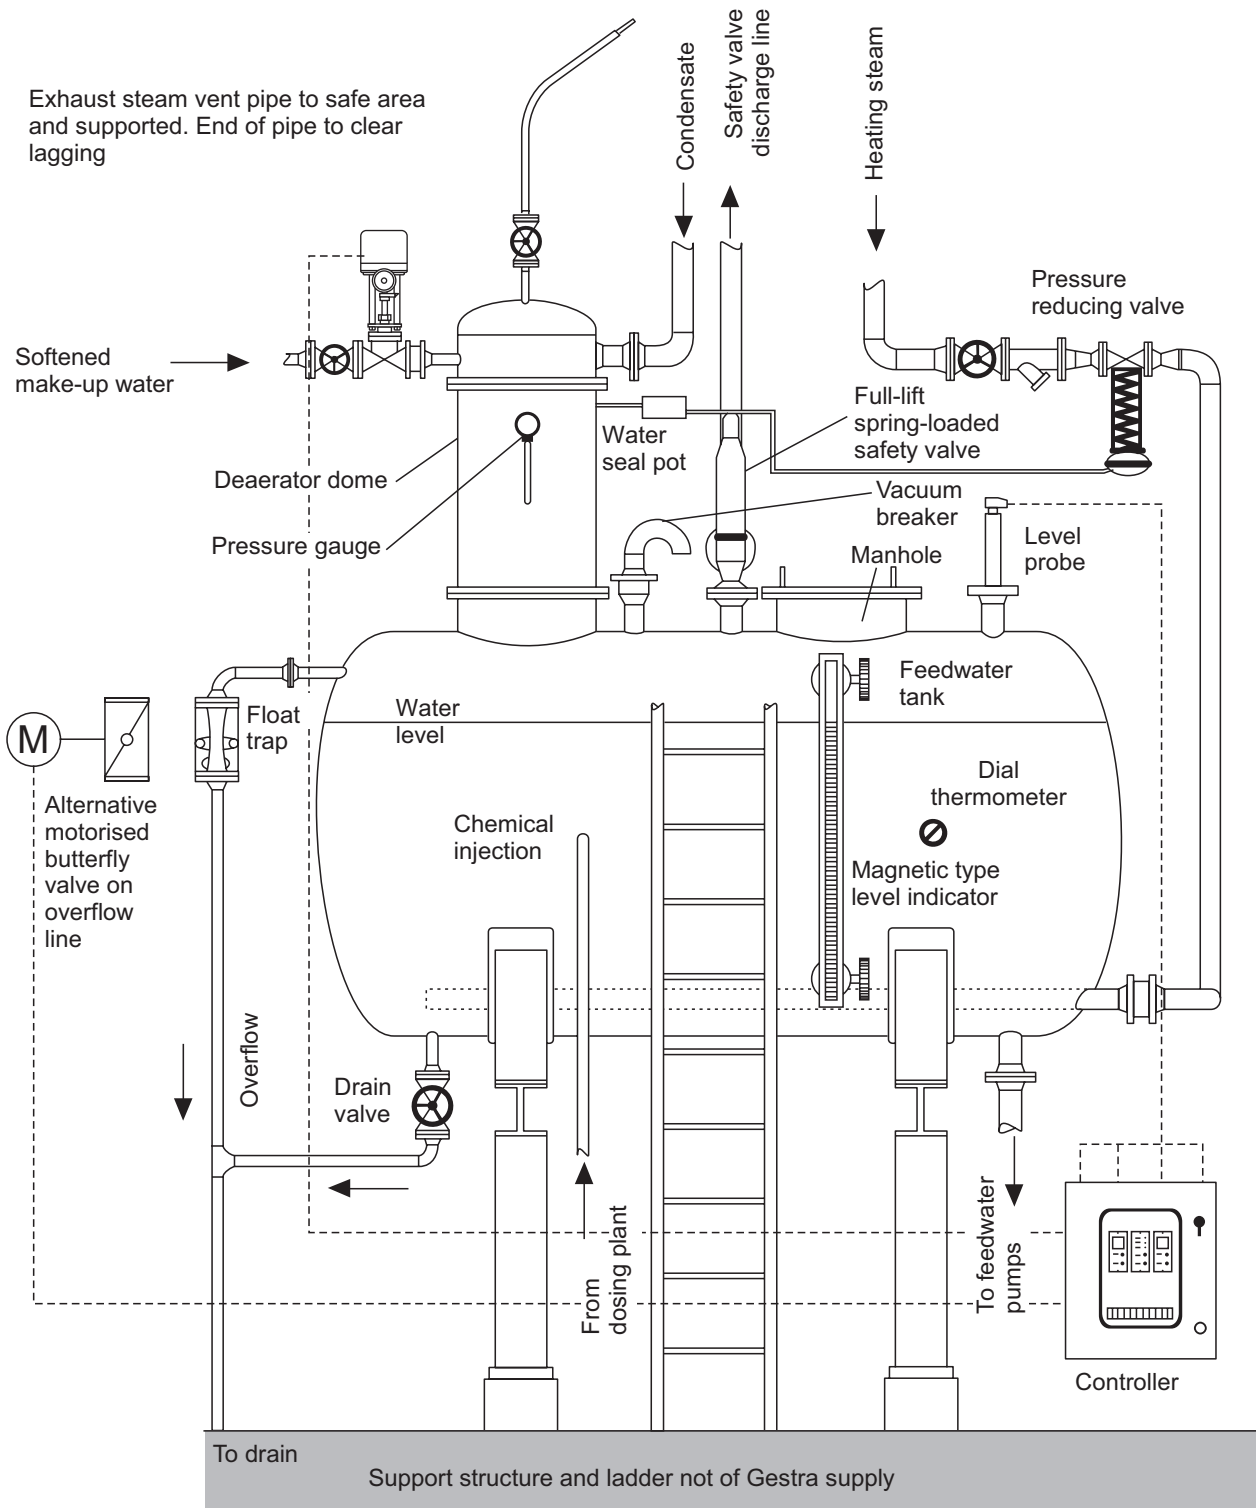 Exhaust steam vent pipe to safe area
and supported. End of pipe to clear
lagging
Condensate
Safety valve
discharge line
Heating steam
Pressure
reducing valve
Softened
make-up water
Full-lift
spring-loaded
safety valve
Water
seal pot
Deaerator dome
Vacuum
breaker
Pressure gauge
Manhole
Level
probe
Feedwater
tank
Water
level
Float
trap
M
Dial
thermometer
Alternative
motorised
butterfly
valve on
overflow
line
Chemical
injection
Magnetic type
level indicator
Overflow
Drain
valve
From
dosing plant
To feedwater
pumps
Controller
To drain
Support structure and ladder not of Gestra supply